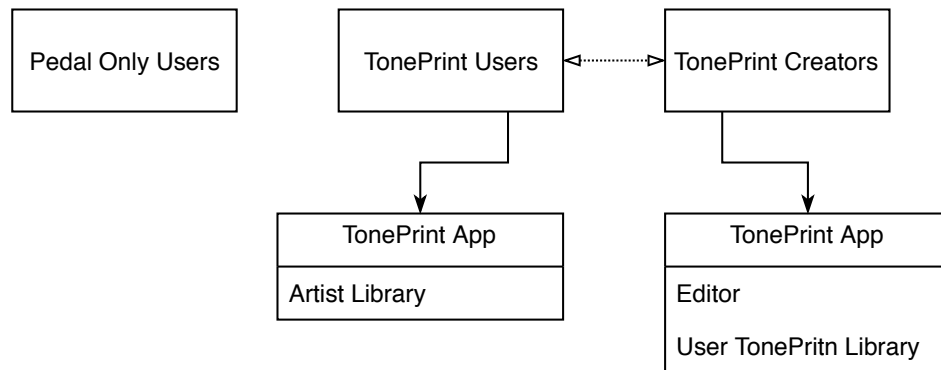 Pedal Only Users
TonePrint Users
TonePrint Creators
TonePrint App
Artist Library
TonePrint App
Editor
User TonePritn Library